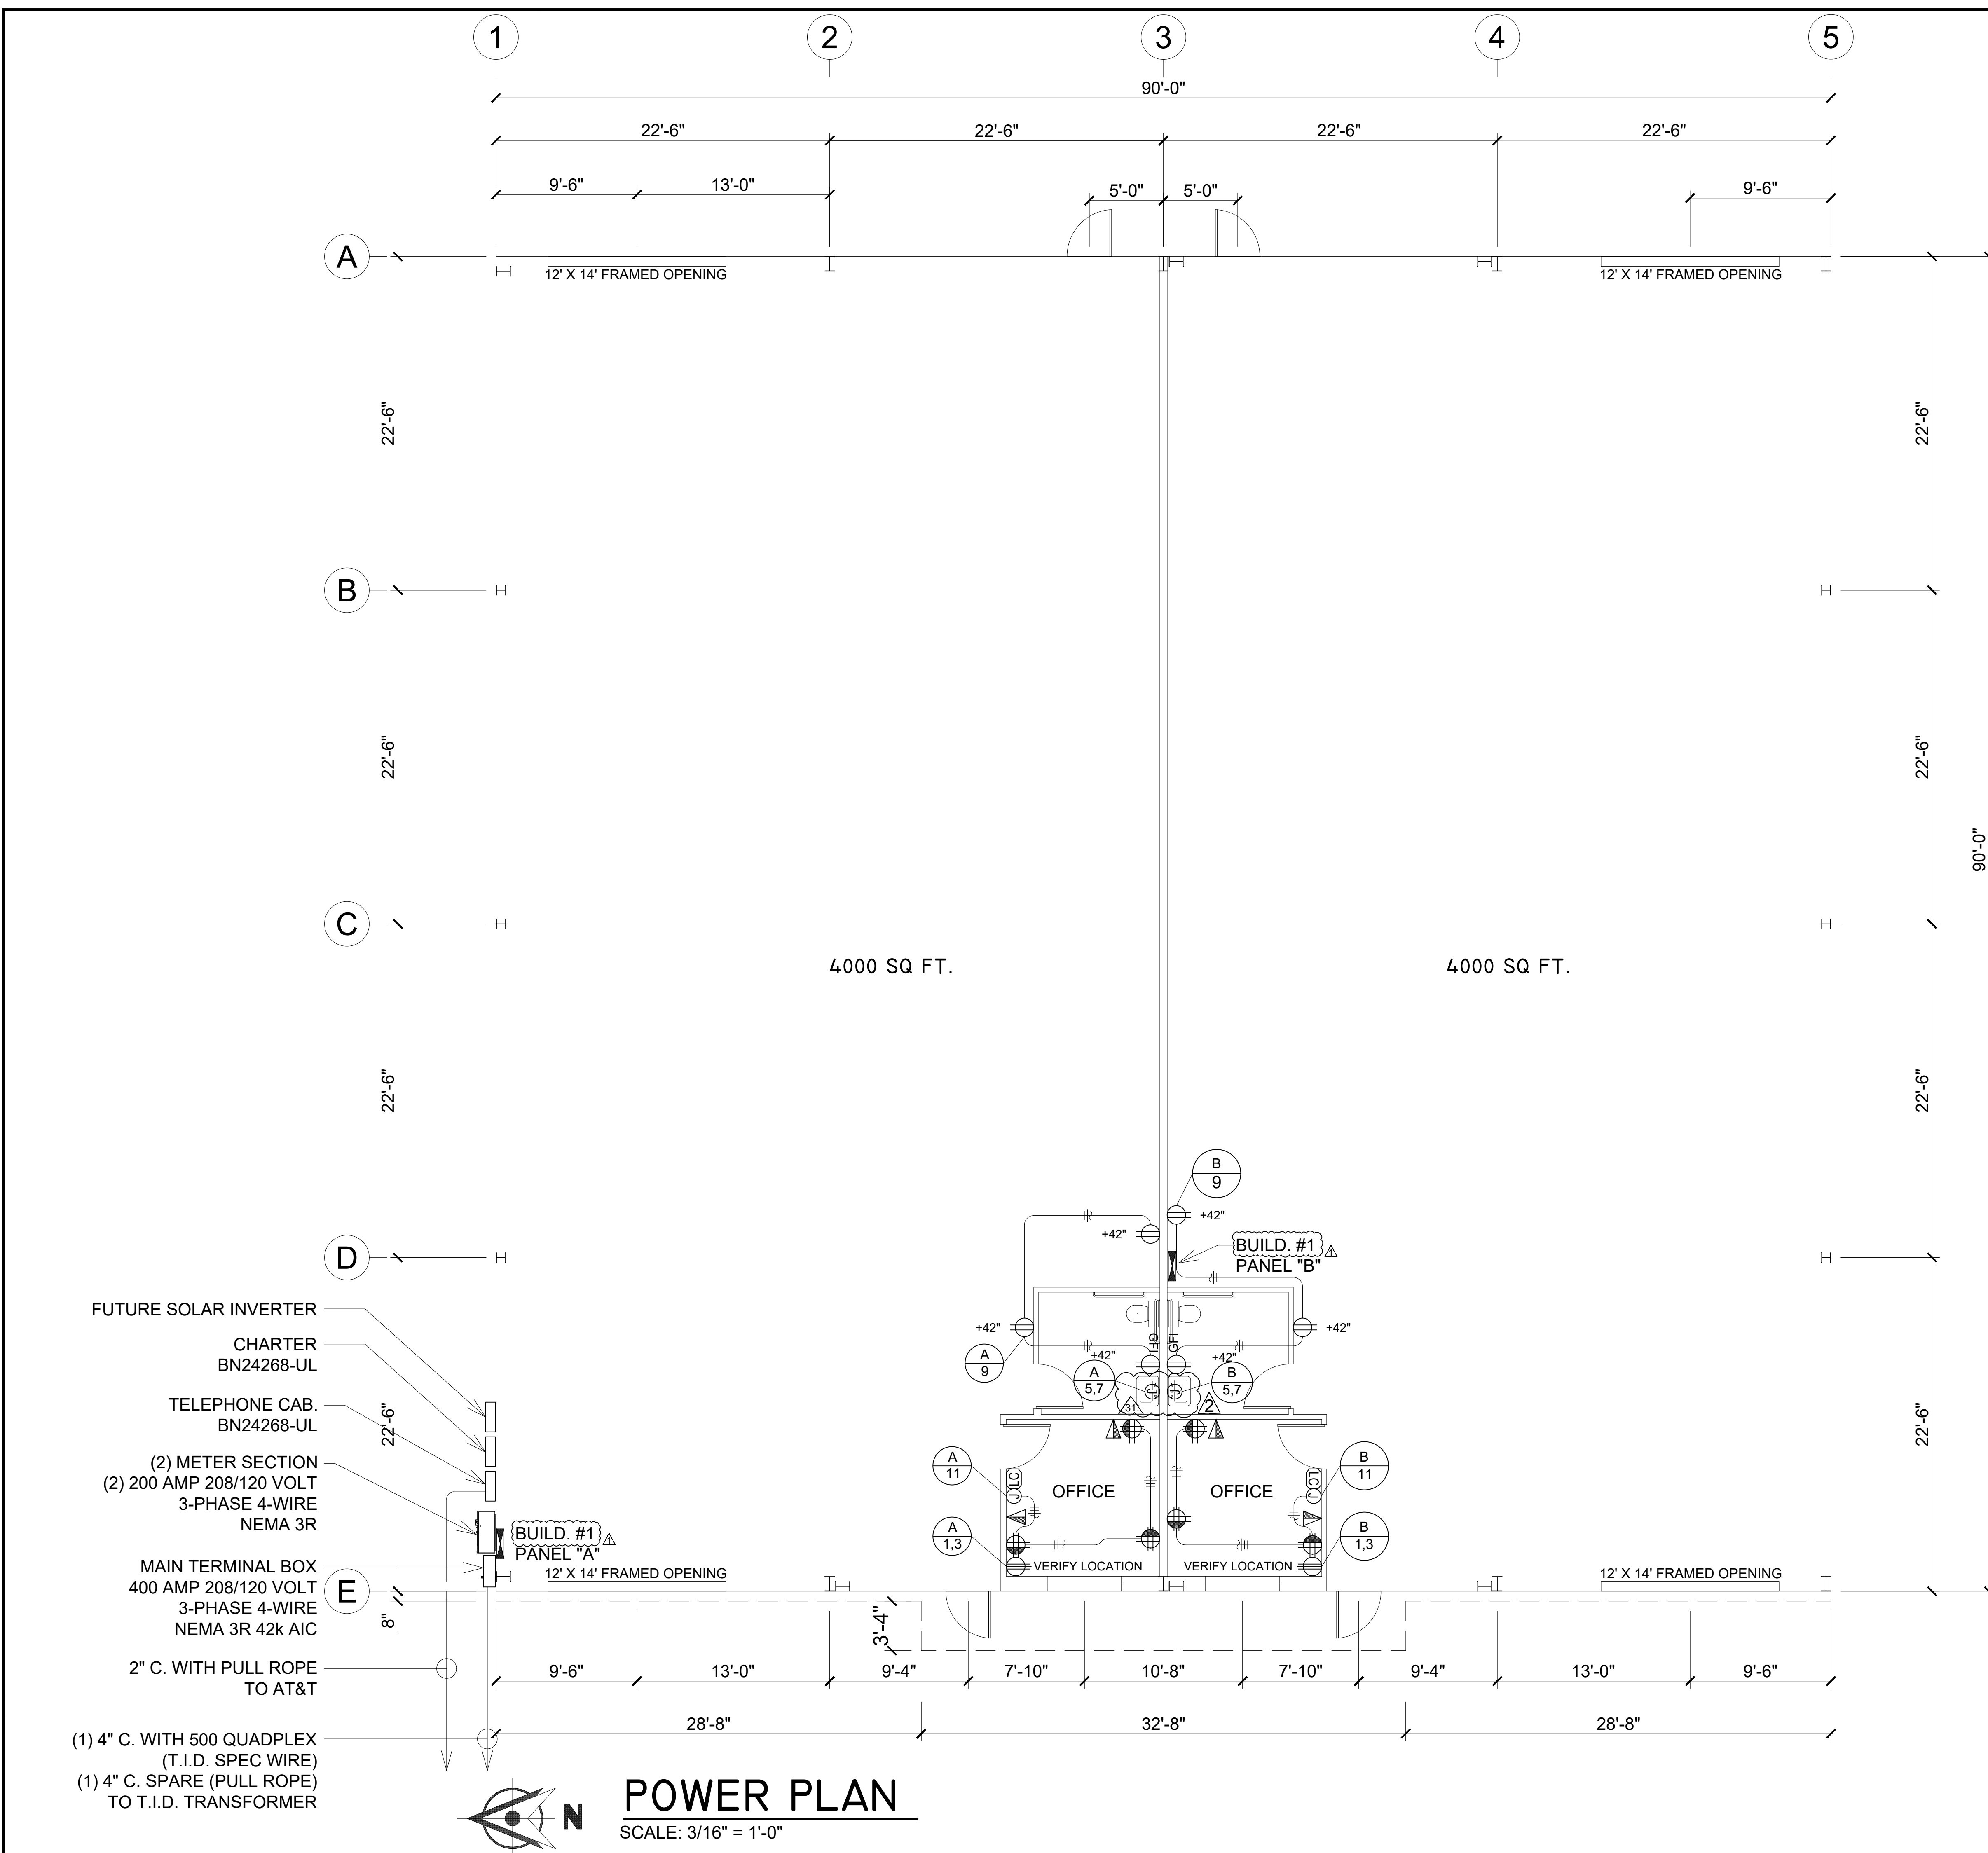 1 2 3 4 5
90'-0"
22'-6" 22'-6" 22'-6" 22'-6"
9'-6" 13'-0" 5'-0" 5'-0" 9'-6"
A
12' X 14' FRAMED OPENING 12' X 14' FRAMED OPENING
22'-6" 22'-6"
B
22'-6" 22'-6"
90'-0"
C
4000 SQ FT. 4000 SQ FT.
22'-6" 22'-6"
B
9
+42" +42"
D
BUILD. #1 1
PANEL "B"
FUTURE SOLAR INVERTER
+42" +42"
CHARTER
BN24268-UL
GFI GFI
+42" +42"
A
9
A
5,7
B
5,7
J J
31 2
TELEPHONE CAB.
BN24268-UL
22'-6" 22'-6"
(2) METER SECTION
(2) 200 AMP 208/120 VOLT
3-PHASE 4-WIRE
NEMA 3R
A
11
B
11
LC LC
J J
OFFICE OFFICE
BUILD. #1 1
PANEL "A"
A
1,3
B
1,3
VERIFY LOCATION VERIFY LOCATION
MAIN TERMINAL BOX
400 AMP 208/120 VOLT
3-PHASE 4-WIRE
NEMA 3R 42k AIC
12' X 14' FRAMED OPENING 12' X 14' FRAMED OPENING
E
8" 3'-4"
2" C. WITH PULL ROPE
TO AT&T
9'-6" 13'-0" 9'-4" 7'-10" 10'-8" 7'-10" 9'-4" 13'-0" 9'-6"
28'-8" 32'-8" 28'-8"
(1) 4" C. WITH 500 QUADPLEX
(T.I.D. SPEC WIRE)
(1) 4" C. SPARE (PULL ROPE)
TO T.I.D. TRANSFORMER
N
POWER PLAN
SCALE: 3/16" = 1'-0"